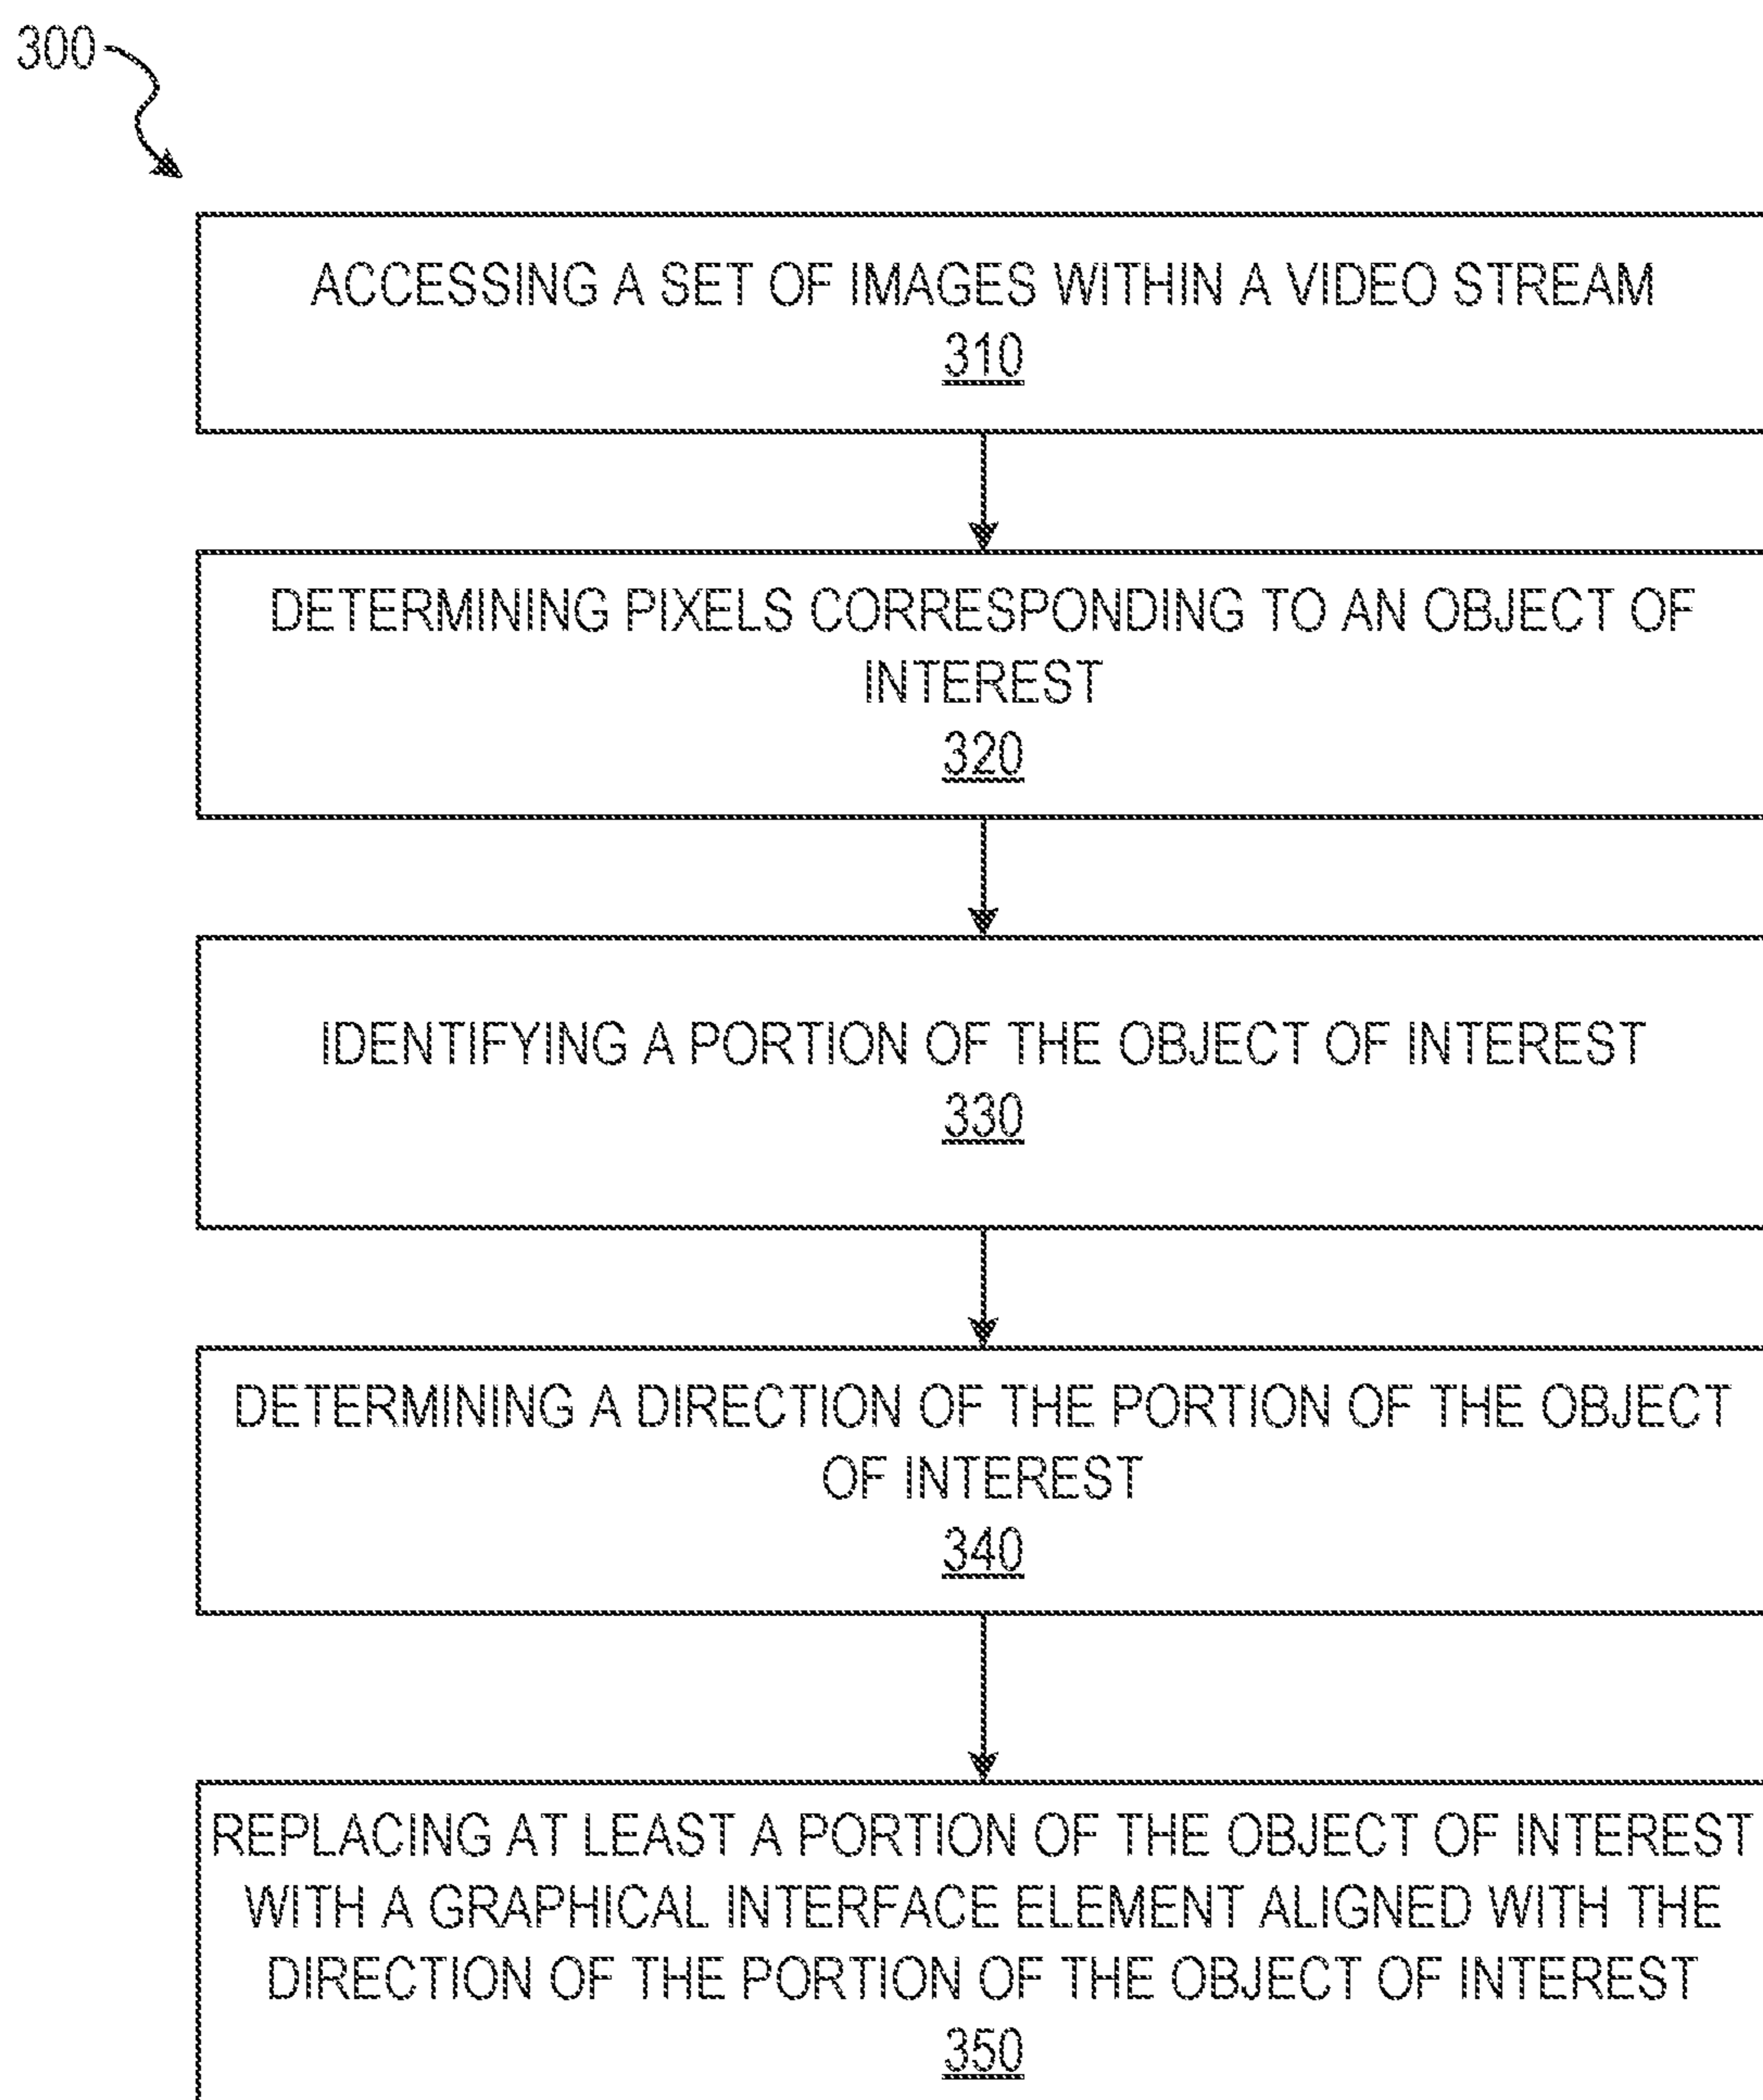 300
ACCESSING A SET OF IMAGES WITHIN A VIDEO STREAM
310
DETERMINING PIXELS CORRESPONDING TO AN OBJECT OF
INTEREST
320
IDENTIFYING A PORTION OF THE OBJECT OF INTEREST
330
DETERMINING A DIRECTION OF THE PORTION OF THE OBJECT
OF INTEREST
340
REPLACING AT LEAST A PORTION OF THE OBJECT OF INTEREST
WITH A GRAPHICAL INTERFACE ELEMENT ALIGNED WITH THE
DIRECTION OF THE PORTION OF THE OBJECT OF INTEREST
350